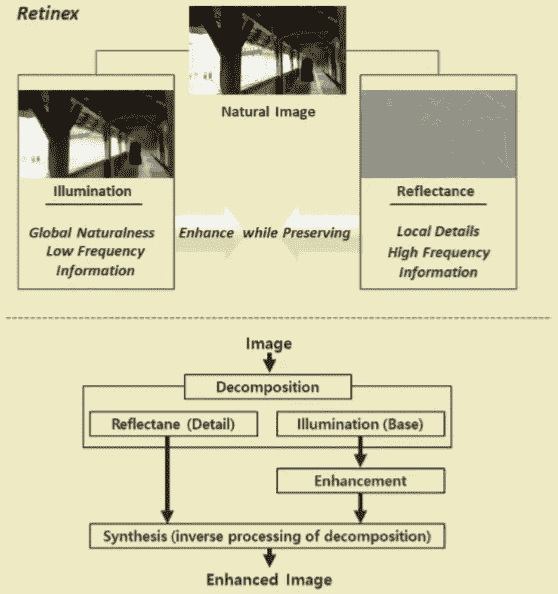 Retinex
Natural Image
Illumination
Global Naturalness
Low Frequency
Information
Enhance while Preserving
Reflectance
Local Details
High Frequency
Information
Image
Decomposition
Reflectane (Detail)
Illumination (Base)
Enhancement
Synthesis (inverse processing of decomposition)
Enhanced Image